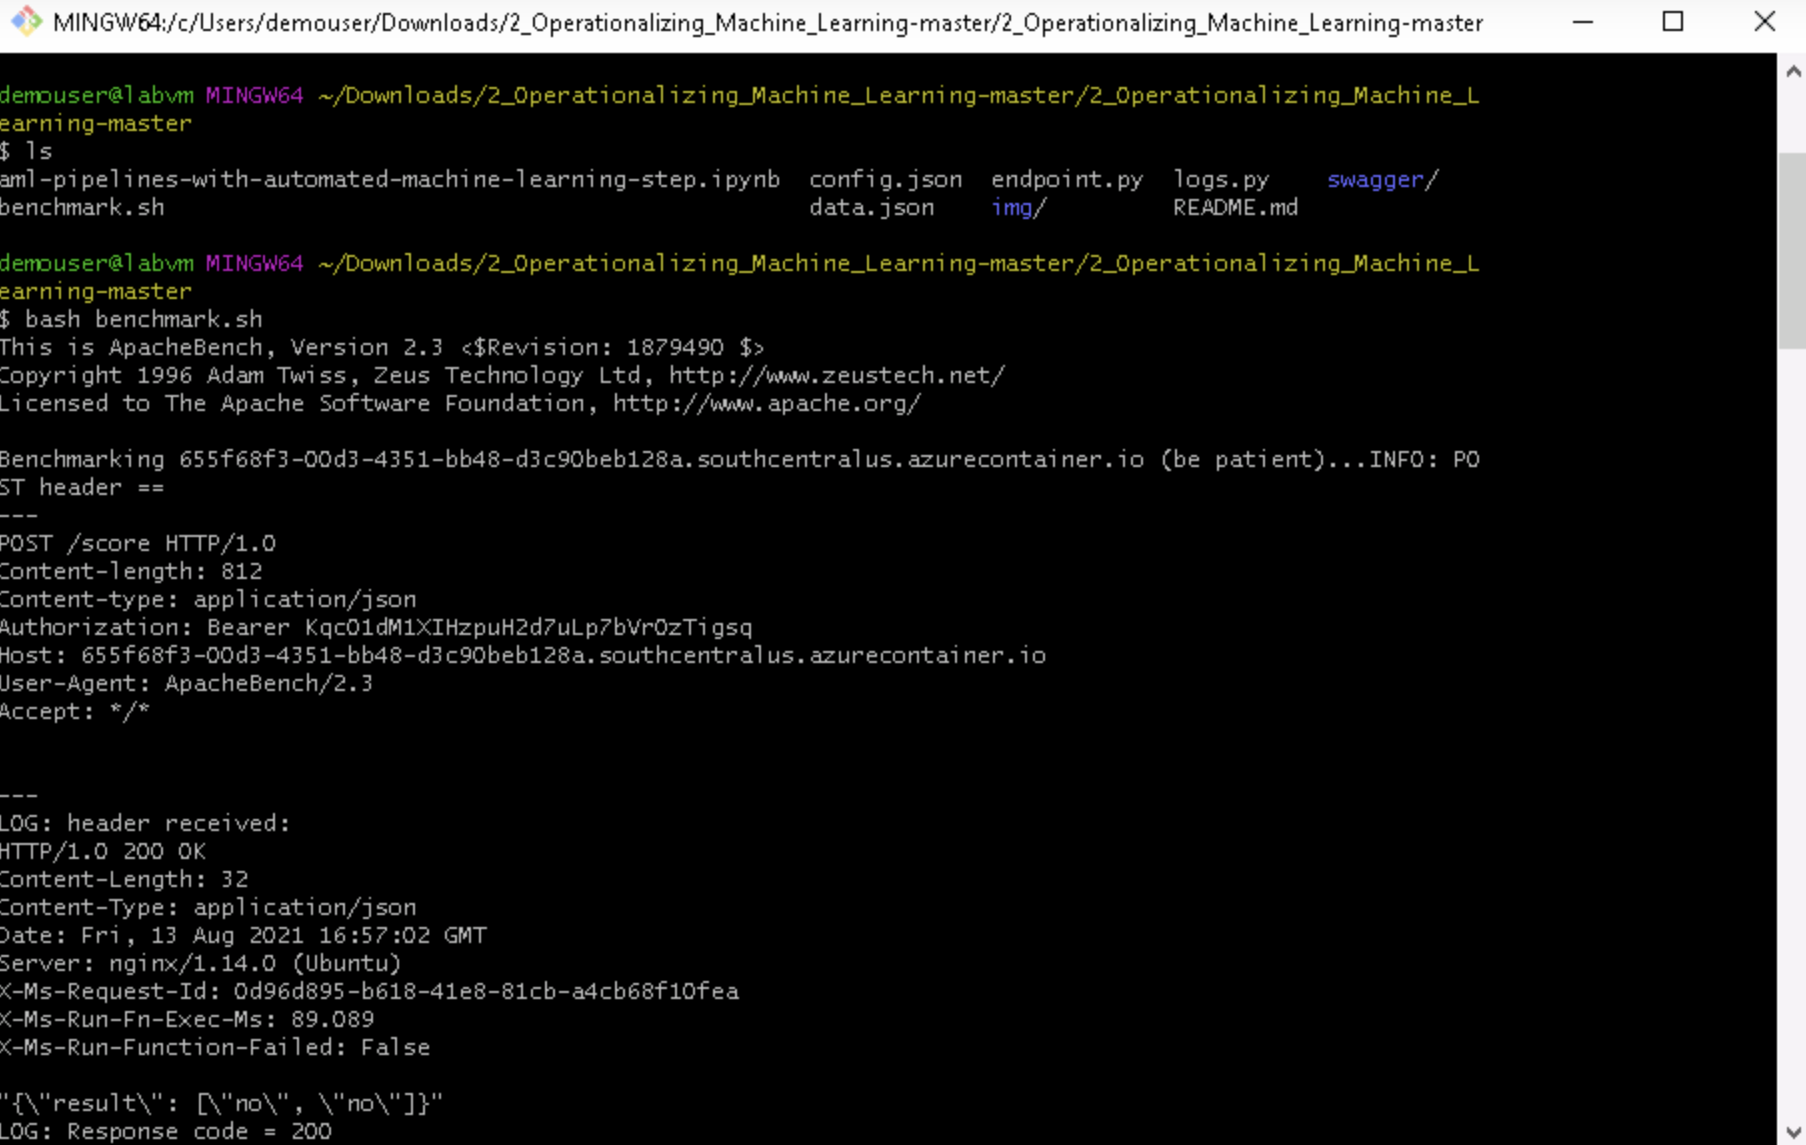 MINGW64:/c/Users/demouser/Downloads/2_Operationalizing_Machine_Learning-master/2_Operationalizing_Machine_Learning-master
demouser@labvm MINGW64 ~/Downloads/2_Operationalizing_Machine_Learning-master/2_Operationalizing_Machine_L
earning-master
$ ls
aml-pipelines-with-automated-machine-learning-step.ipynb  config.json  endpoint.py  logs.py    swagger/
benchmark.sh                                              data.json    img/         README.md
demouser@labvm MINGW64 ~/Downloads/2_Operationalizing_Machine_Learning-master/2_Operationalizing_Machine_L
earning-master
$ bash benchmark.sh
This is ApacheBench, Version 2.3 <$Revision: 1879490 $>
Copyright 1996 Adam Twiss, Zeus Technology Ltd, http://www.zeustech.net/
Licensed to The Apache Software Foundation, http://www.apache.org/
Benchmarking 655f68f3-00d3-4351-bb48-d3c90beb128a.southcentralus.azurecontainer.io (be patient)...INFO: PO
ST header ==
---
POST /score HTTP/1.0
Content-length: 812
Content-type: application/json
Authorization: Bearer KqcO1dM1XIHzpuH2d7uLp7bVrOzTigsq
Host: 655f68f3-00d3-4351-bb48-d3c90beb128a.southcentralus.azurecontainer.io
User-Agent: ApacheBench/2.3
Accept: */*
---
LOG: header received:
HTTP/1.0 200 OK
Content-Length: 32
Content-Type: application/json
Date: Fri, 13 Aug 2021 16:57:02 GMT
Server: nginx/1.14.0 (Ubuntu)
X-Ms-Request-Id: 0d96d895-b618-41e8-81cb-a4cb68f10fea
X-Ms-Run-Fn-Exec-Ms: 89.089
X-Ms-Run-Function-Failed: False
"{\"result\": [\"no\", \"no\"]}"
LOG: Response code = 200